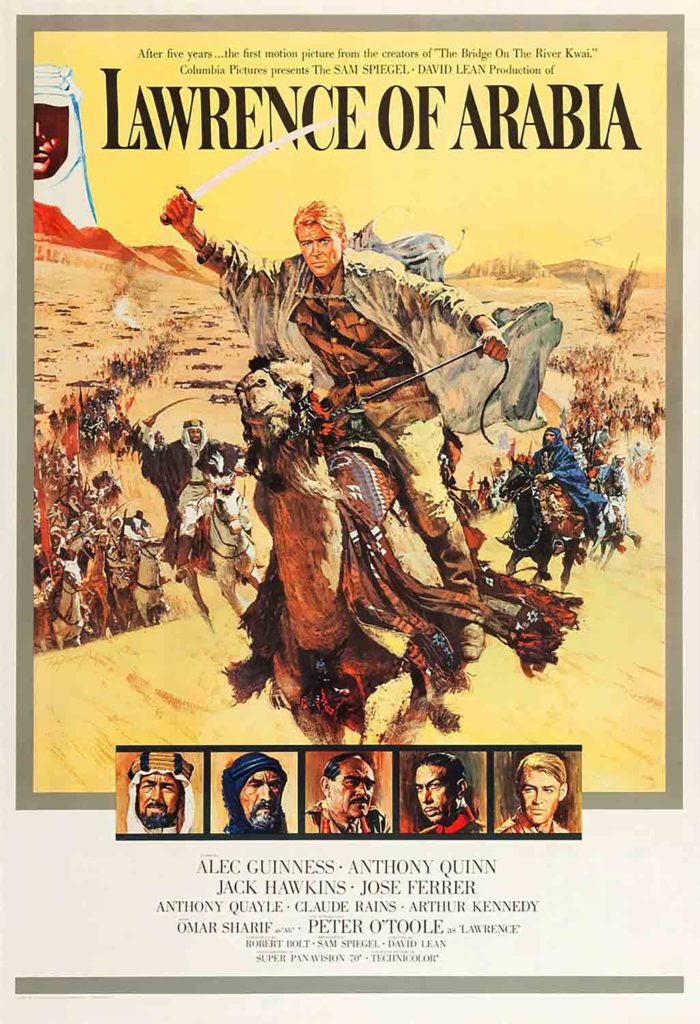 After five years...the first motion picture from the creators of "The Bridge On The River Kwai."
Columbia Pictures presents The SAM SPIEGEL · DAVID LEAN Production of
LAWRENCE OF ARABIA
ALEC GUINNESS · ANTHONY QUINN
JACK HAWKINS · JOSE FERRER
ANTHONY QUAYLE · CLAUDE RAINS · ARTHUR KENNEDY
OMAR SHARIF as "Ali" · PETER O'TOOLE as 'LAWRENCE'
ROBERT BOLT · SAM SPIEGEL · DAVID LEAN
SUPER PANAVISION 70® · TECHNICOLOR®